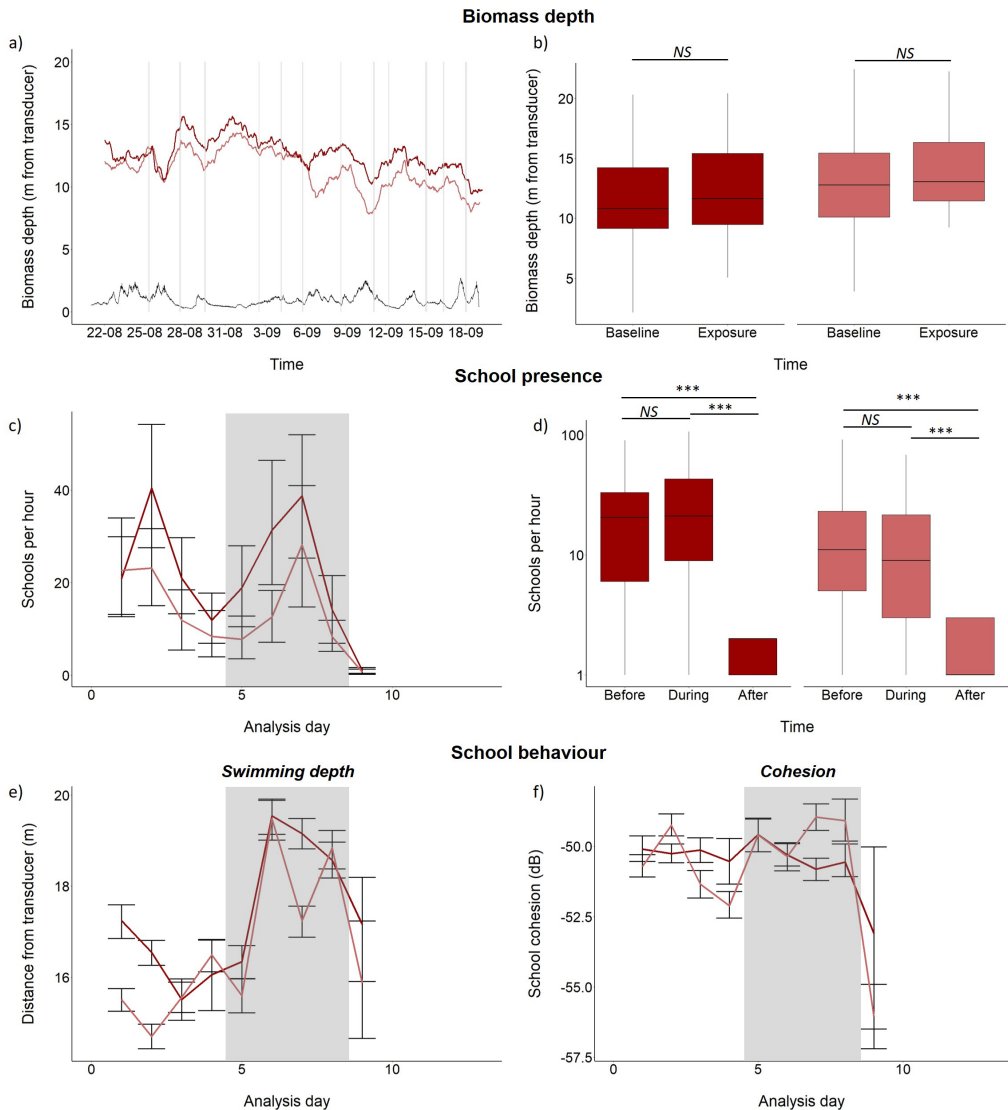 Biomass depth
a)
Biomass depth (m from transducer)
20
15
10
5
0
22-08 25-08 28-08 31-08 3-09 6-09 9-09 12-09 15-09 18-09
Time
b)
Biomass depth (m from transducer)
20
15
10
5
NS NS
Baseline Exposure Baseline Exposure
School presence
c)
Schools per hour
40
20
0
0 5 10
Analysis day
d)
Schools per hour
100
10
1
*** ***
NS *** NS ***
Before During After Before During After
Time
School behaviour
Swimming depth
e)
Distance from transducer (m)
20
18
16
0 5 10
Analysis day
Cohesion
f)
School cohesion (dB)
-50.0
-52.5
-55.0
-57.5
0 5 10
Analysis day